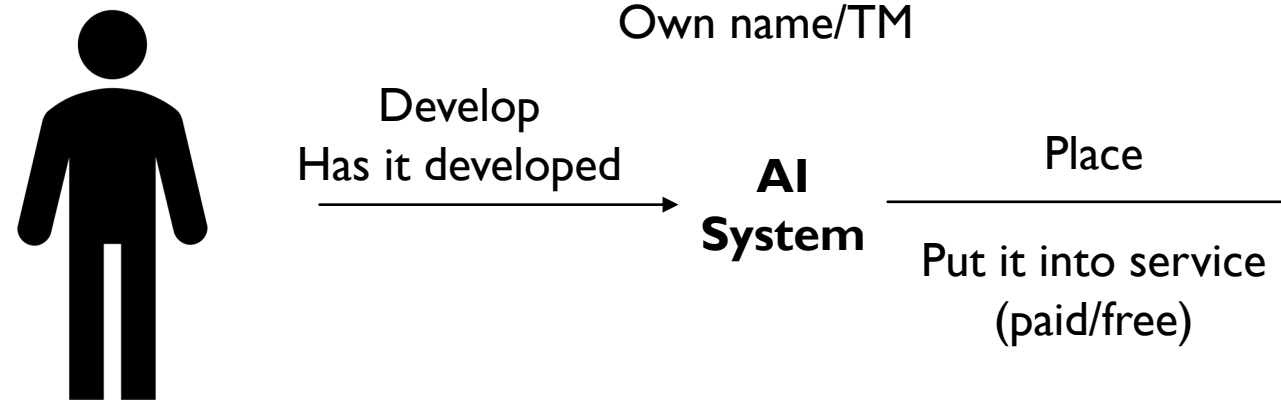 Own name/TM
Develop
Has it developed
AI
System
Place
Put it into service
(paid/free)